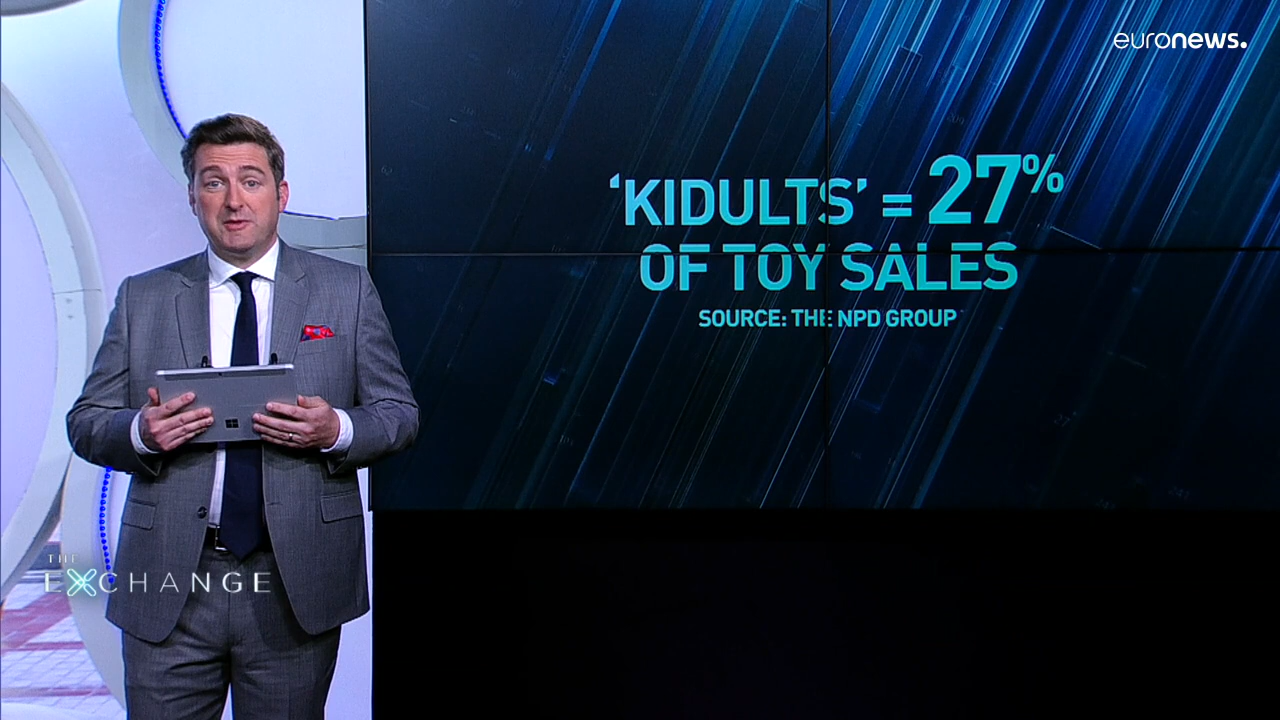 euronews.
‘KIDULTS’ = 27%
OF TOY SALES
SOURCE: THE NPD GROUP
THE
EXCHANGE